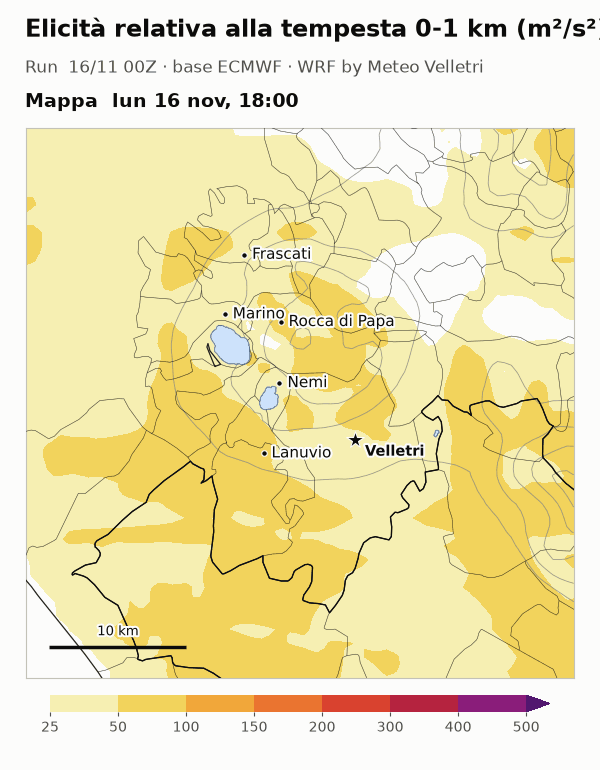 Elicità relativa alla tempesta 0-1 km (m²/s²)
Run 16/11 00Z · base ECMWF · WRF by Meteo Velletri
Mappa lun 16 nov, 18:00
Frascati
Marino
Rocca di Papa
Nemi
Velletri
Lanuvio
10 km
25 50 100 150 200 300 400 500